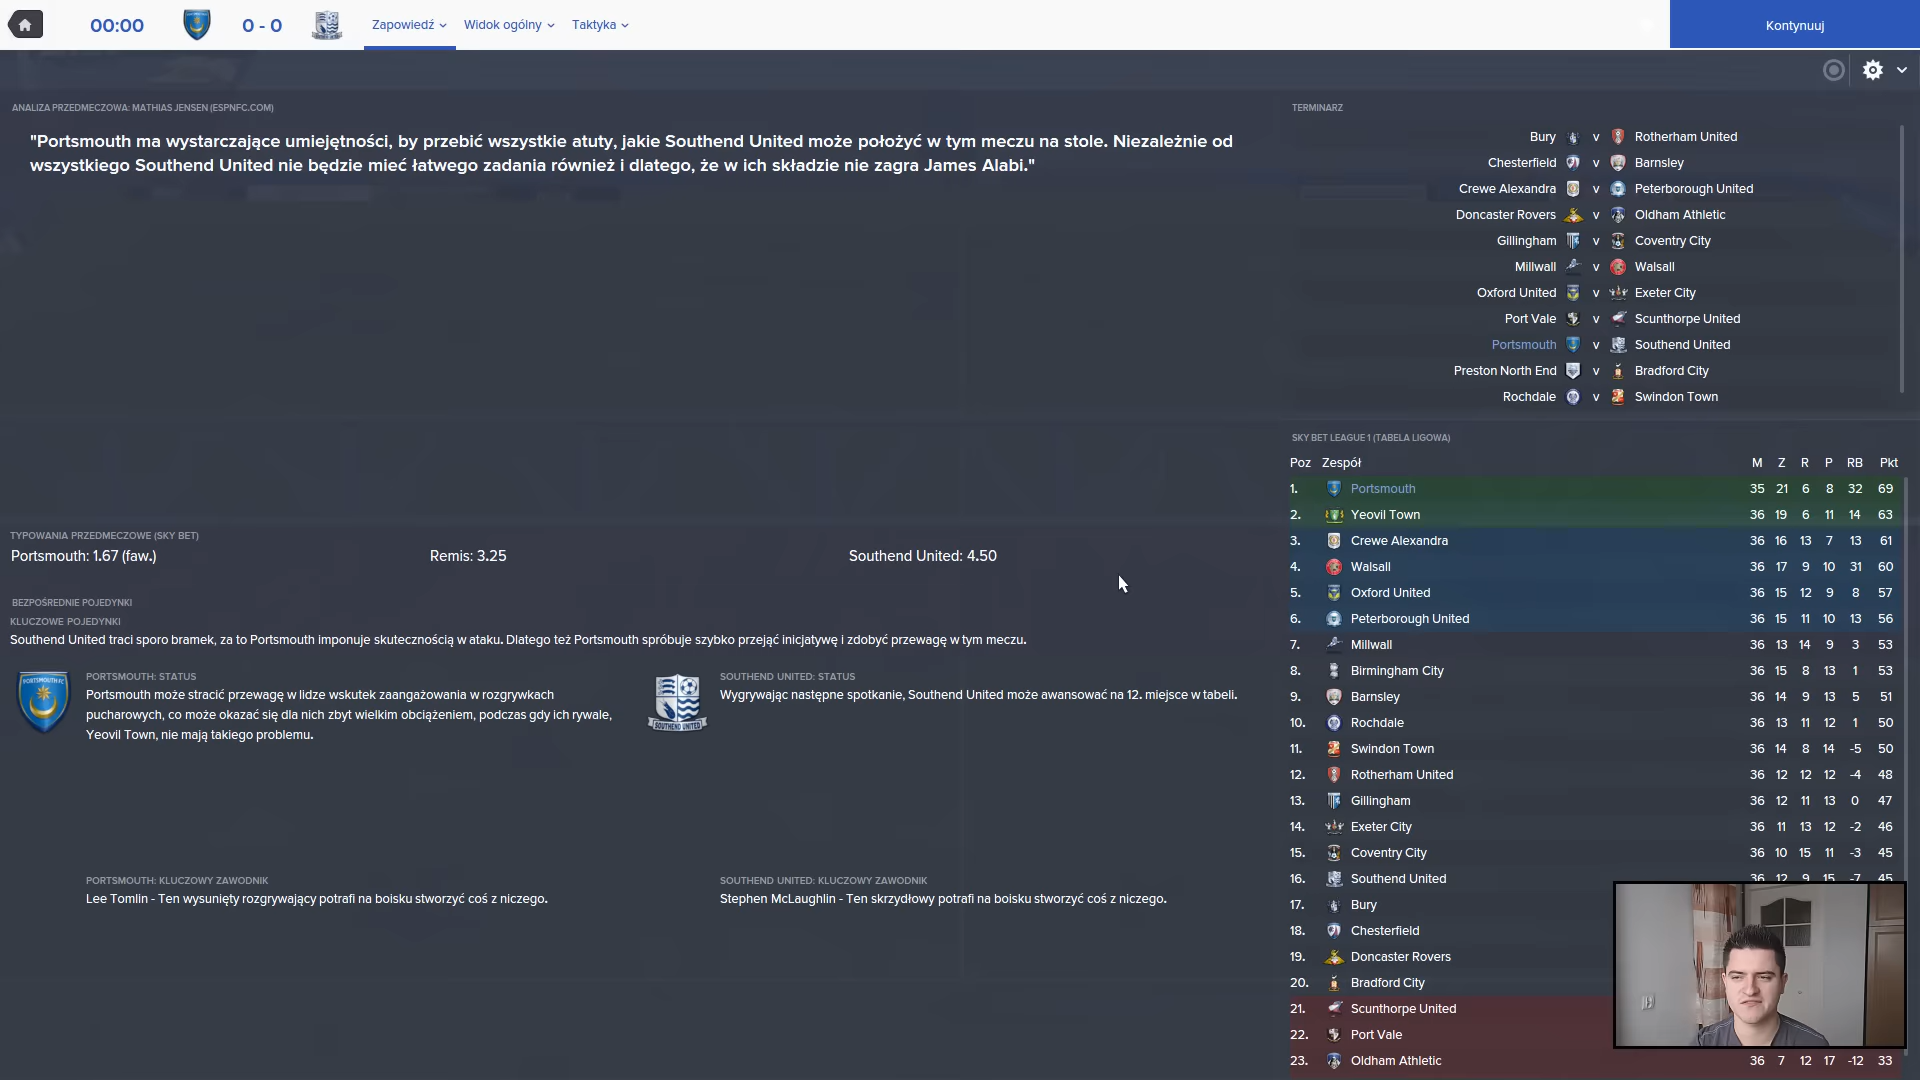 00:00 0 - 0 Zapowiedź Widok ogólny Taktyka Kontynuuj
ANALIZA PRZEDMECZOWA: MATHIAS JENSEN (ESPNFC.COM)
"Portsmouth ma wystarczające umiejętności, by przebić wszystkie atuty, jakie Southend United może położyć w tym meczu na stole. Niezależnie od
wszystkiego Southend United nie będzie mieć łatwego zadania również i dlatego, że w ich składzie nie zagra James Alabi."
TYPOWANIA PRZEDMECZOWE (SKY BET)
Portsmouth: 1.67 (faw.) Remis: 3.25 Southend United: 4.50
BEZPOŚREDNIE POJEDYNKI
KLUCZOWE POJEDYNKI
Southend United traci sporo bramek, za to Portsmouth imponuje skutecznością w ataku. Dlatego też Portsmouth spróbuje szybko przejąć inicjatywę i zdobyć przewagę w tym meczu.
PORTSMOUTH: STATUS
Portsmouth może stracić przewagę w lidze wskutek zaangażowania w rozgrywkach
pucharowych, co może okazać się dla nich zbyt wielkim obciążeniem, podczas gdy ich rywale,
Yeovil Town, nie mają takiego problemu.
SOUTHEND UNITED: STATUS
Wygrywając następne spotkanie, Southend United może awansować na 12. miejsce w tabeli.
PORTSMOUTH: KLUCZOWY ZAWODNIK
Lee Tomlin - Ten wysunięty rozgrywający potrafi na boisku stworzyć coś z niczego.
SOUTHEND UNITED: KLUCZOWY ZAWODNIK
Stephen McLaughlin - Ten skrzydłowy potrafi na boisku stworzyć coś z niczego.
TERMINARZ
Bury v Rotherham United
Chesterfield v Barnsley
Crewe Alexandra v Peterborough United
Doncaster Rovers v Oldham Athletic
Gillingham v Coventry City
Millwall v Walsall
Oxford United v Exeter City
Port Vale v Scunthorpe United
Portsmouth v Southend United
Preston North End v Bradford City
Rochdale v Swindon Town
SKY BET LEAGUE 1 (TABELA LIGOWA)
Poz Zespół M Z R P RB Pkt
1. Portsmouth 35 21 6 8 32 69
2. Yeovil Town 36 19 6 11 14 63
3. Crewe Alexandra 36 16 13 7 13 61
4. Walsall 36 17 9 10 31 60
5. Oxford United 36 15 12 9 8 57
6. Peterborough United 36 15 11 10 13 56
7. Millwall 36 13 14 9 3 53
8. Birmingham City 36 15 8 13 1 53
9. Barnsley 36 14 9 13 5 51
10. Rochdale 36 13 11 12 1 50
11. Swindon Town 36 14 8 14 -5 50
12. Rotherham United 36 12 12 12 -4 48
13. Gillingham 36 12 11 13 0 47
14. Exeter City 36 11 13 12 -2 46
15. Coventry City 36 10 15 11 -3 45
16. Southend United 36 12 9 15 -7 45
17. Bury
18. Chesterfield
19. Doncaster Rovers
20. Bradford City
21. Scunthorpe United
22. Port Vale
23. Oldham Athletic 36 7 12 17 -12 33